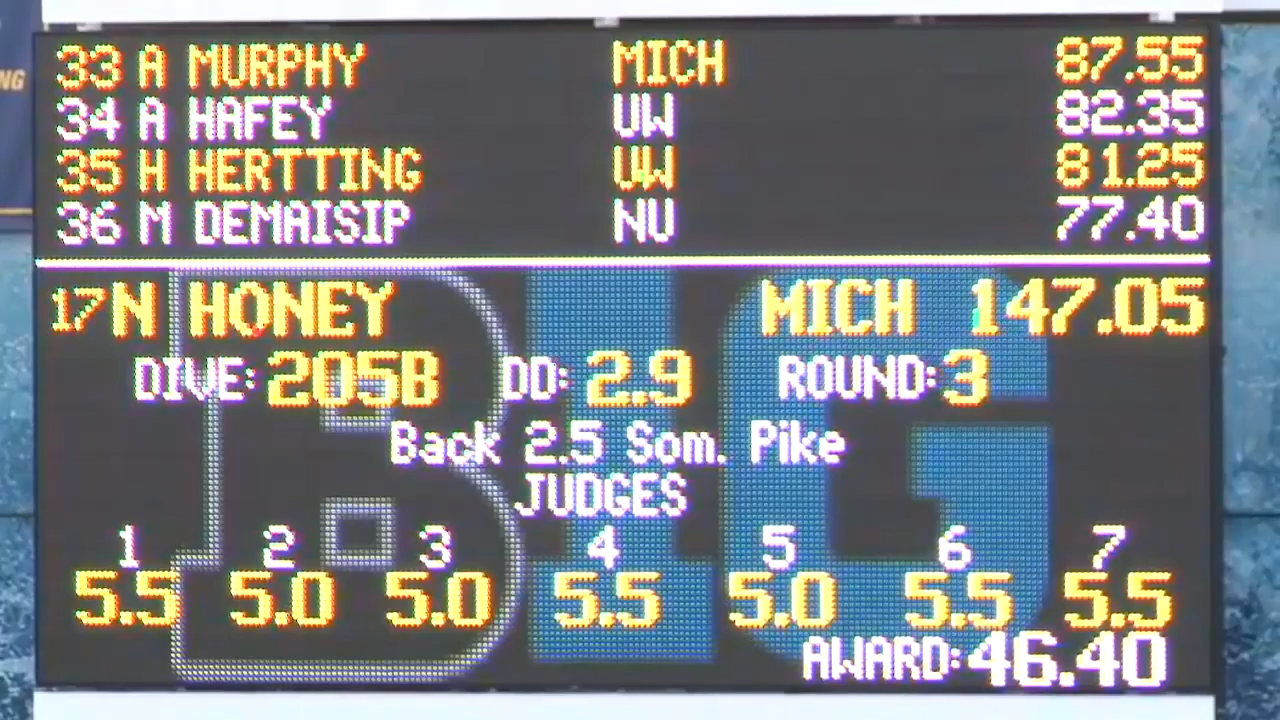 NG
33 A MURPHY MICH 87.55
34 A HAFEY UW 82.35
35 H HERTTING UW 81.25
36 M DEMAISIP NU 77.40
17 N HONEY MICH 147.05
DIVE: 205B DD: 2.9 ROUND: 3
Back 2.5 Som. Pike
JUDGES
1 2 3 4 5 6 7
5.5 5.0 5.0 5.5 5.0 5.5 5.5
AWARD: 46.40
BIG